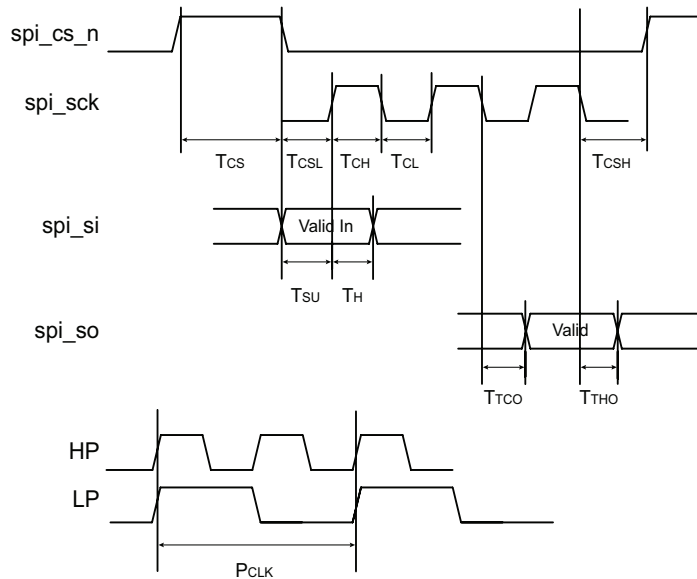 spi_cs_n
spi_sck
TCS TCSL TCH TCL TCSH
spi_si
Valid In
TSU TH
spi_so
Valid
TTCO TTHO
HP
LP
PCLK